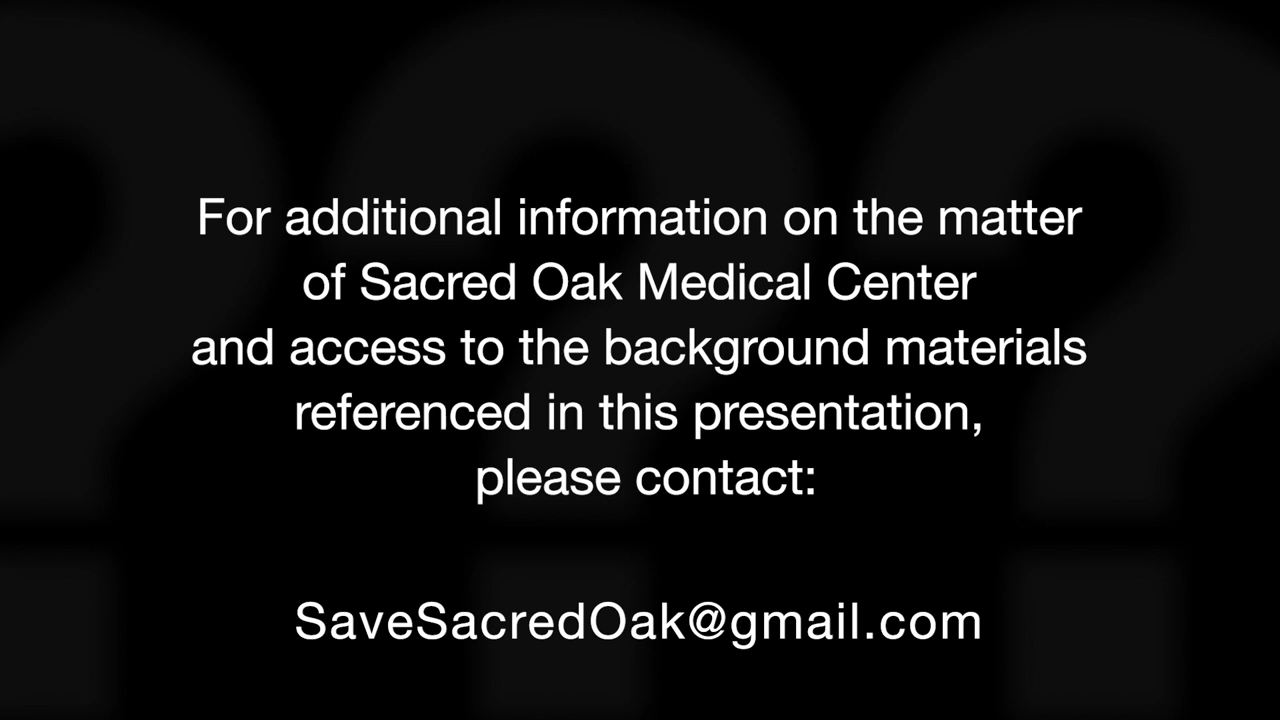 For additional information on the matter
of Sacred Oak Medical Center
and access to the background materials
referenced in this presentation,
please contact:
SaveSacredOak@gmail.com